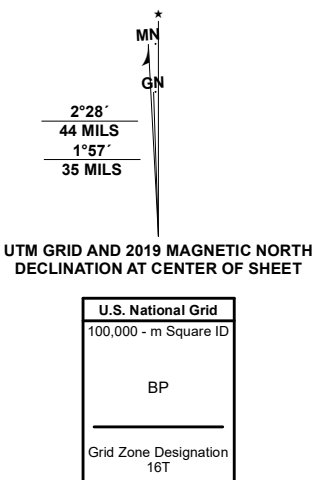 ★
MN
GN
2°28´
44 MILS
1°57´
35 MILS
UTM GRID AND 2019 MAGNETIC NORTH
DECLINATION AT CENTER OF SHEET
U.S. National Grid
100,000 - m Square ID
BP
Grid Zone Designation
16T